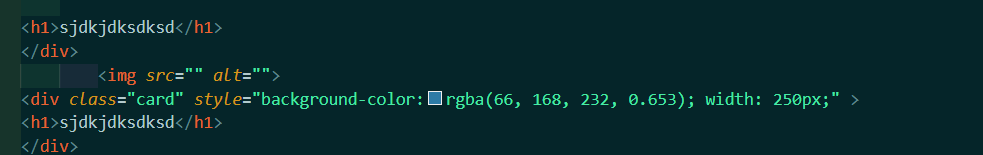 <h1>sjdkjdksdksd</h1>
</div>
<img src="" alt="">
<div class="card" style="background-color:rgba(66, 168, 232, 0.653); width: 250px;" >
<h1>sjdkjdksdksd</h1>
</div>